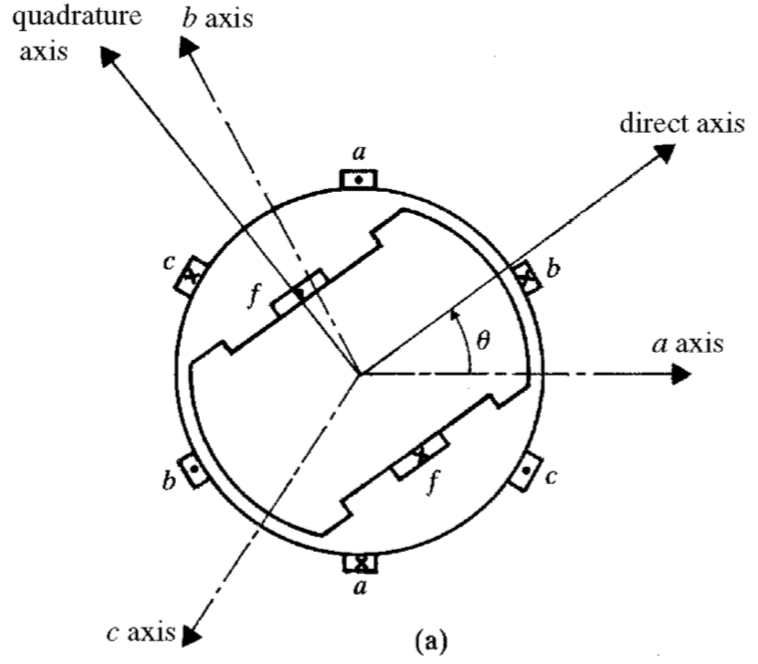 quadrature
axis
b axis
direct axis
a
c
b
f
θ
a axis
b
f
c
a
c axis
(a)